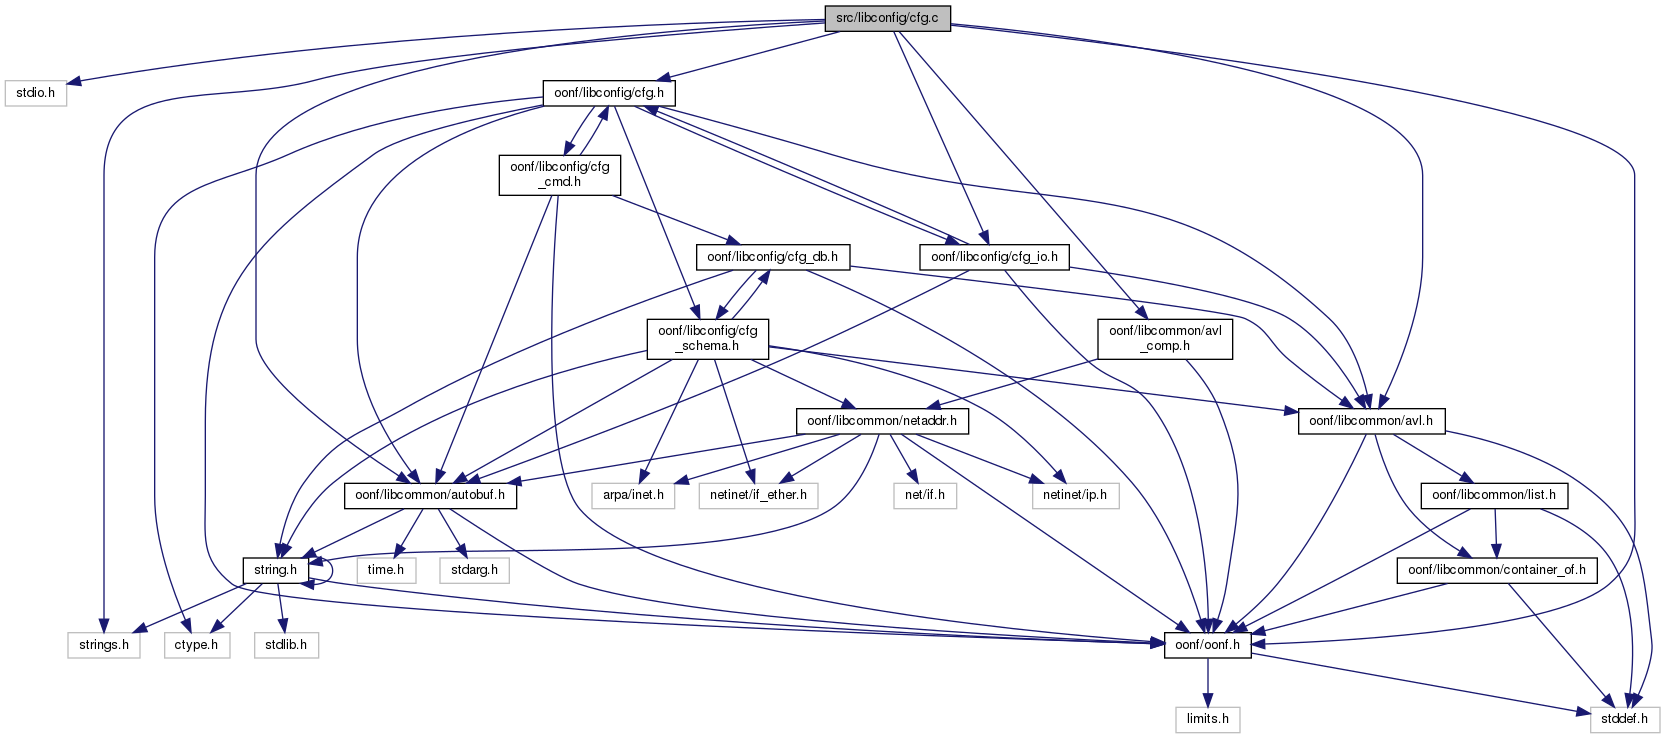 src/libconfig/cfg.c
stdio.h
oonf/libconfig/cfg.h
oonf/libconfig/cfg
_cmd.h
oonf/libconfig/cfg_db.h
oonf/libconfig/cfg_io.h
oonf/libconfig/cfg
_schema.h
oonf/libcommon/avl
_comp.h
oonf/libcommon/netaddr.h
oonf/libcommon/avl.h
oonf/libcommon/autobuf.h
arpa/inet.h
netinet/if_ether.h
net/if.h
netinet/ip.h
oonf/libcommon/list.h
string.h
time.h
stdarg.h
oonf/libcommon/container_of.h
strings.h
ctype.h
stdlib.h
oonf/oonf.h
limits.h
stddef.h